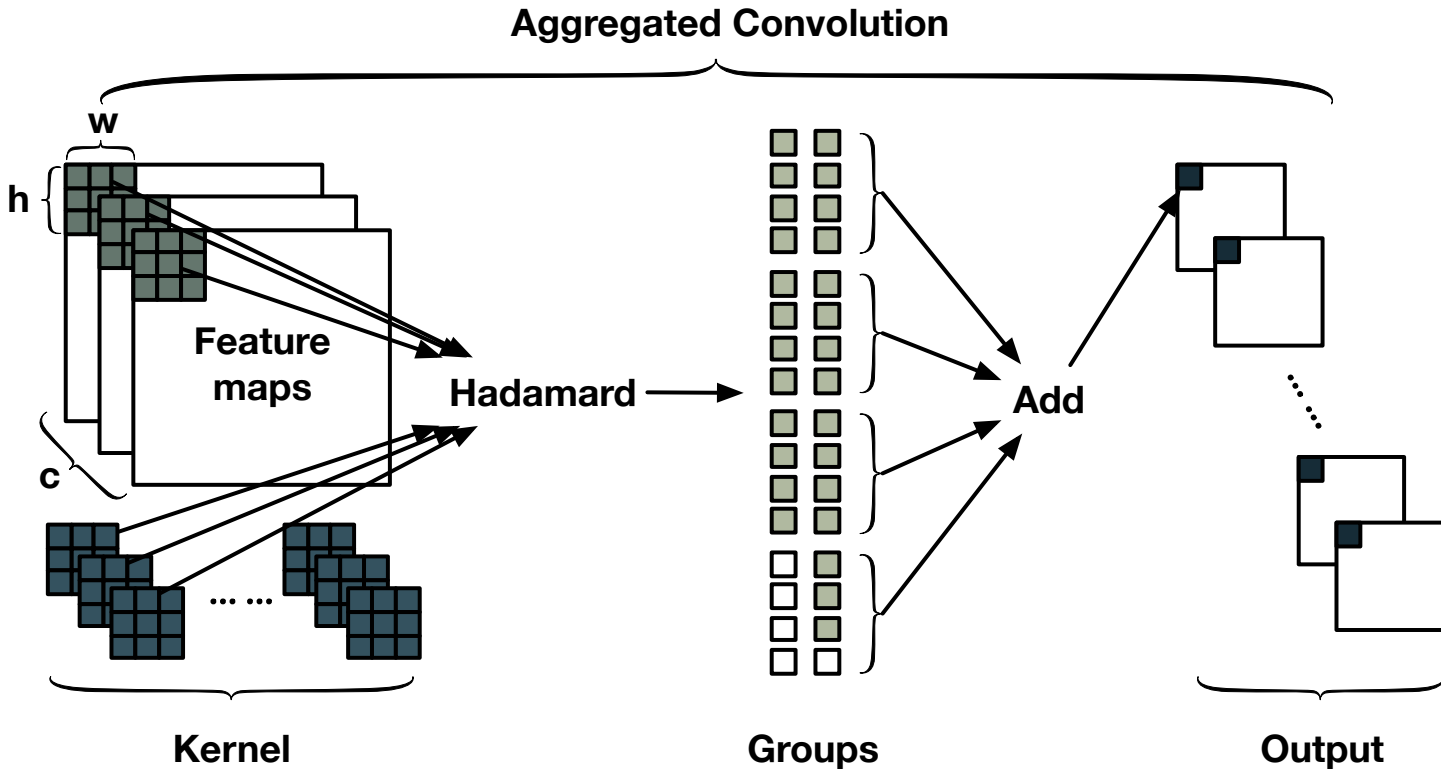 Aggregated Convolution
w
h
Feature
maps
Hadamard
Add
c
... ...
Kernel
Groups
Output